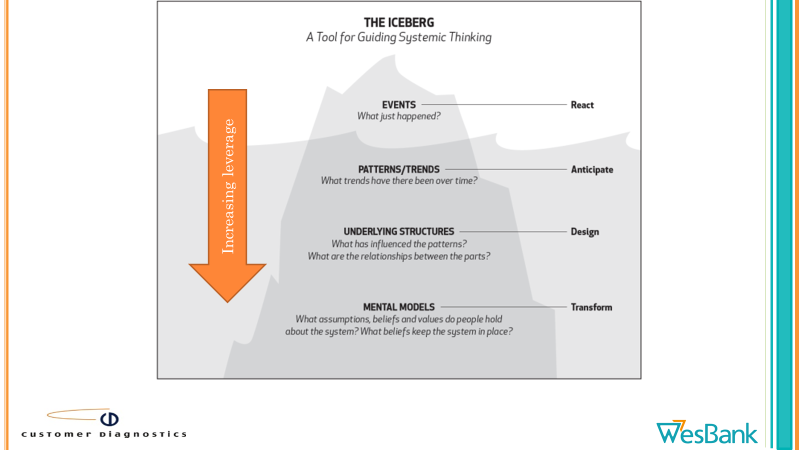 THE ICEBERG
A Tool for Guiding Systemic Thinking
Increasing leverage
EVENTS React
What just happened?
PATTERNS/TRENDS Anticipate
What trends have there been over time?
UNDERLYING STRUCTURES Design
What has influenced the patterns?
What are the relationships between the parts?
MENTAL MODELS Transform
What assumptions, beliefs and values do people hold
about the system? What beliefs keep the system in place?
CD
CUSTOMER DIAGNOSTICS
WesBank